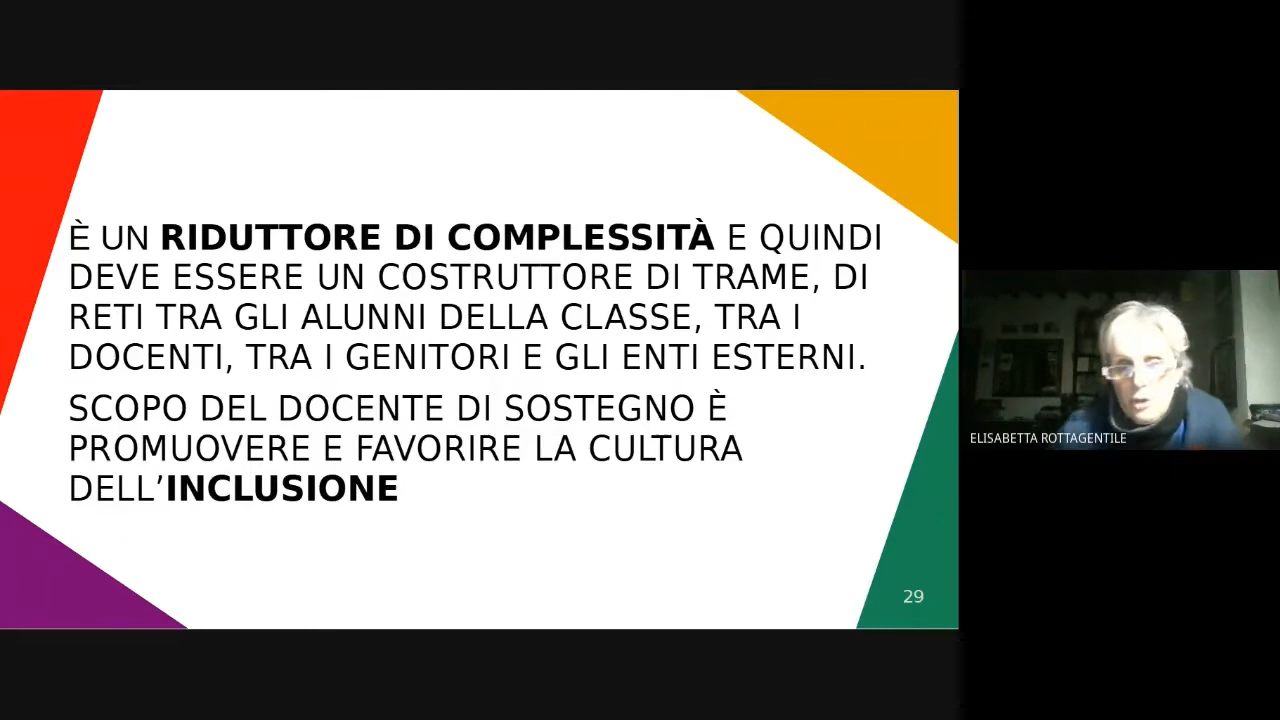 È UN RIDUTTORE DI COMPLESSITÀ E QUINDI
DEVE ESSERE UN COSTRUTTORE DI TRAME, DI
RETI TRA GLI ALUNNI DELLA CLASSE, TRA I
DOCENTI, TRA I GENITORI E GLI ENTI ESTERNI.
SCOPO DEL DOCENTE DI SOSTEGNO È
PROMUOVERE E FAVORIRE LA CULTURA
DELL’INCLUSIONE
29
ELISABETTA ROTTAGENTILE